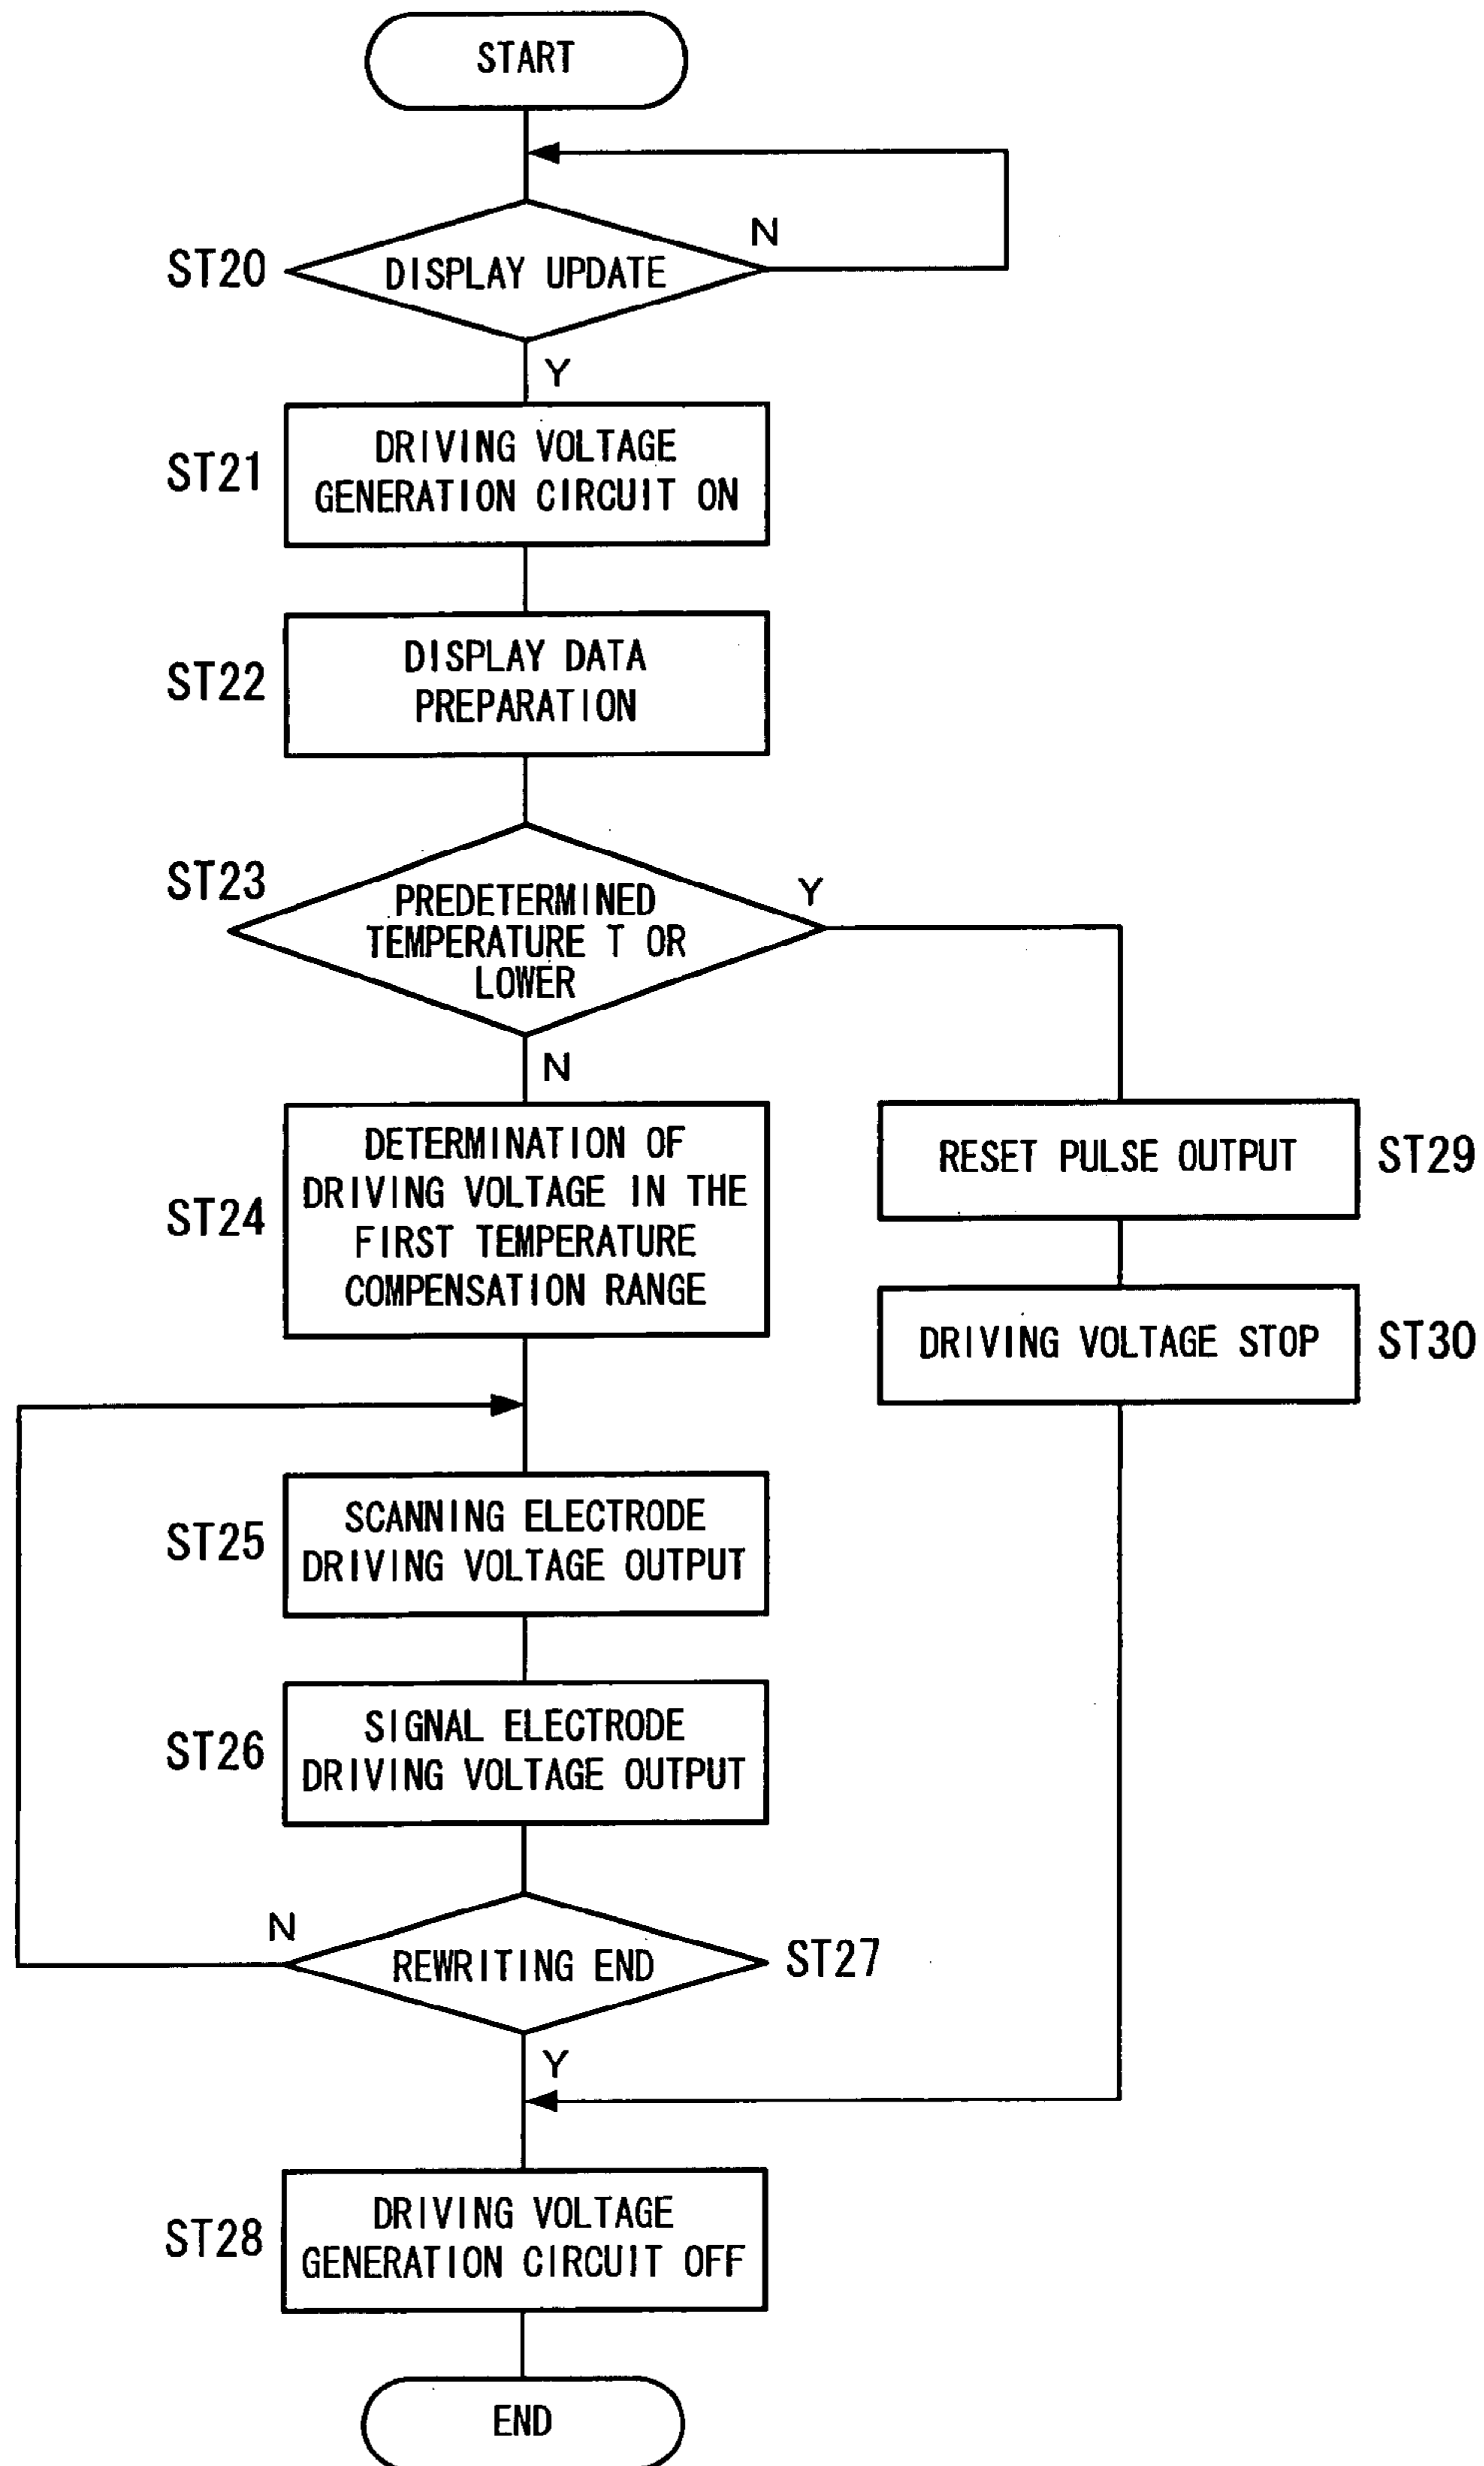 START
N
ST20
DISPLAY UPDATE
Y
ST21
DRIVING VOLTAGE
GENERATION CIRCUIT ON
ST22
DISPLAY DATA
PREPARATION
ST23
PREDETERMINED
TEMPERATURE T OR
LOWER
Y
N
ST24
DETERMINATION OF
DRIVING VOLTAGE IN THE
FIRST TEMPERATURE
COMPENSATION RANGE
RESET PULSE OUTPUT
ST29
DRIVING VOLTAGE STOP
ST30
ST25
SCANNING ELECTRODE
DRIVING VOLTAGE OUTPUT
ST26
SIGNAL ELECTRODE
DRIVING VOLTAGE OUTPUT
N
REWRITING END
ST27
Y
ST28
DRIVING VOLTAGE
GENERATION CIRCUIT OFF
END